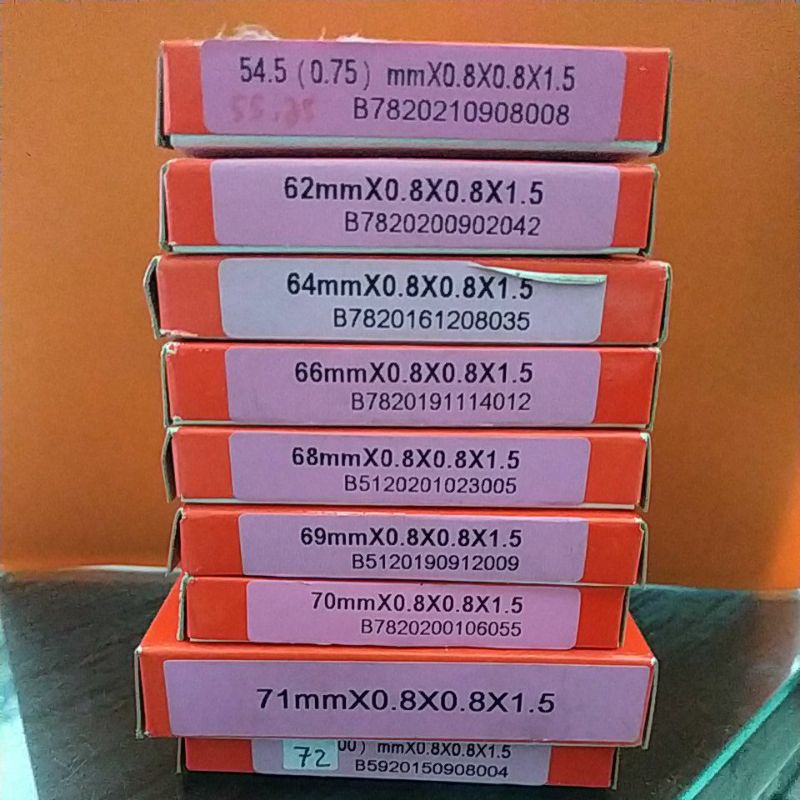 54.5 (0.75) mmX0.8X0.8X1.5
B7820210908008
62mmX0.8X0.8X1.5
B7820200902042
64mmX0.8X0.8X1.5
B7820161208035
66mmX0.8X0.8X1.5
B7820191114012
68mmX0.8X0.8X1.5
B5120201023005
69mmX0.8X0.8X1.5
B5120190912009
70mmX0.8X0.8X1.5
B7820200106055
71mmX0.8X0.8X1.5
72 00) mmX0.8X0.8X1.5
B5920150908004